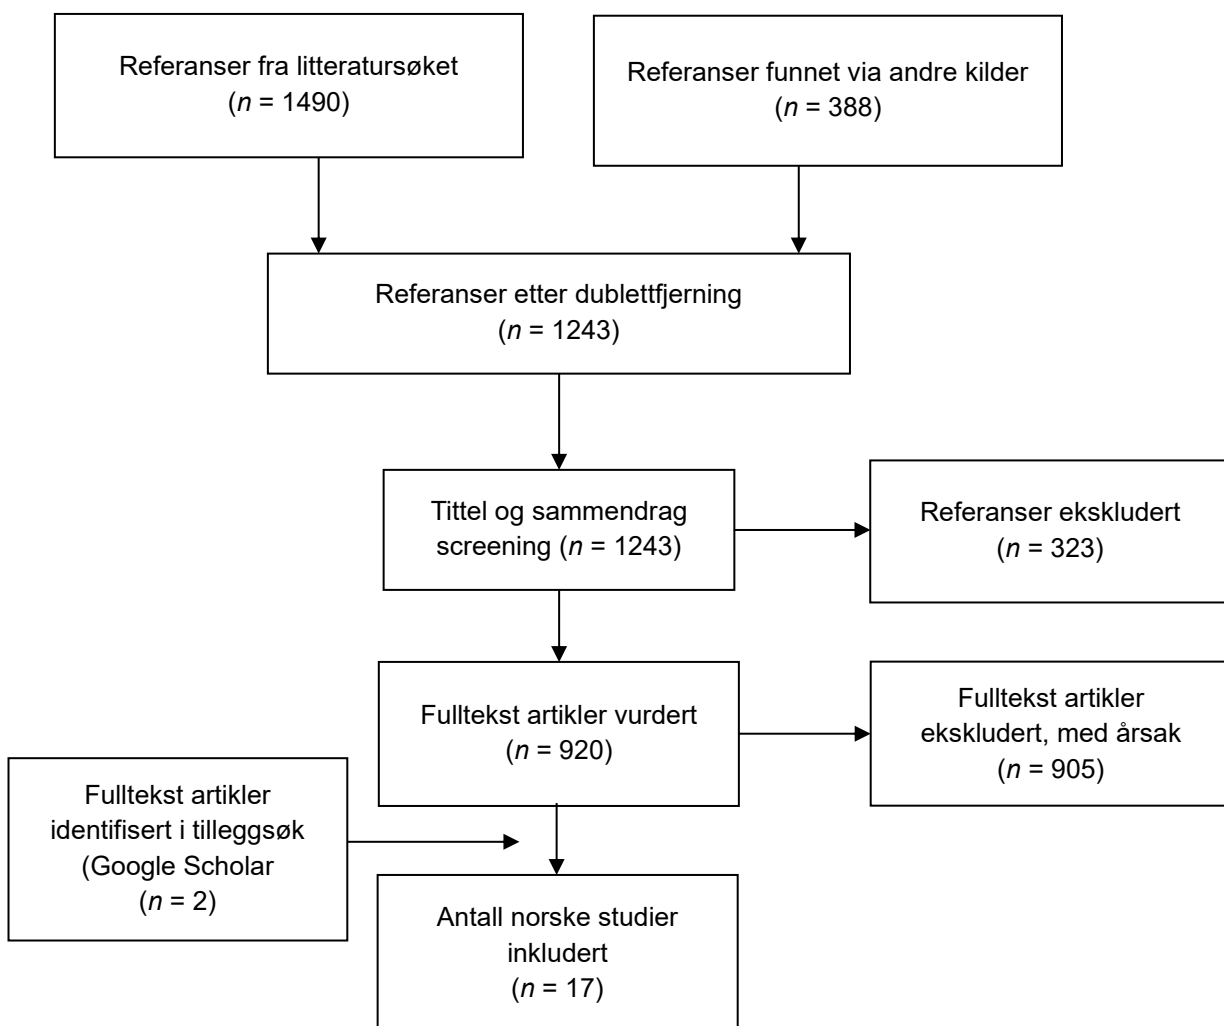 Referanser fra litteratursøket
(n = 1490)
Referanser funnet via andre kilder
(n = 388)
Referanser etter dublettfjerning
(n = 1243)
Tittel og sammendrag
screening (n = 1243)
Referanser ekskludert
(n = 323)
Fulltekst artikler vurdert
(n = 920)
Fulltekst artikler
ekskludert, med årsak
(n = 905)
Fulltekst artikler
identifisert i tilleggsøk
(Google Scholar
(n = 2)
Antall norske studier
inkludert
(n = 17)